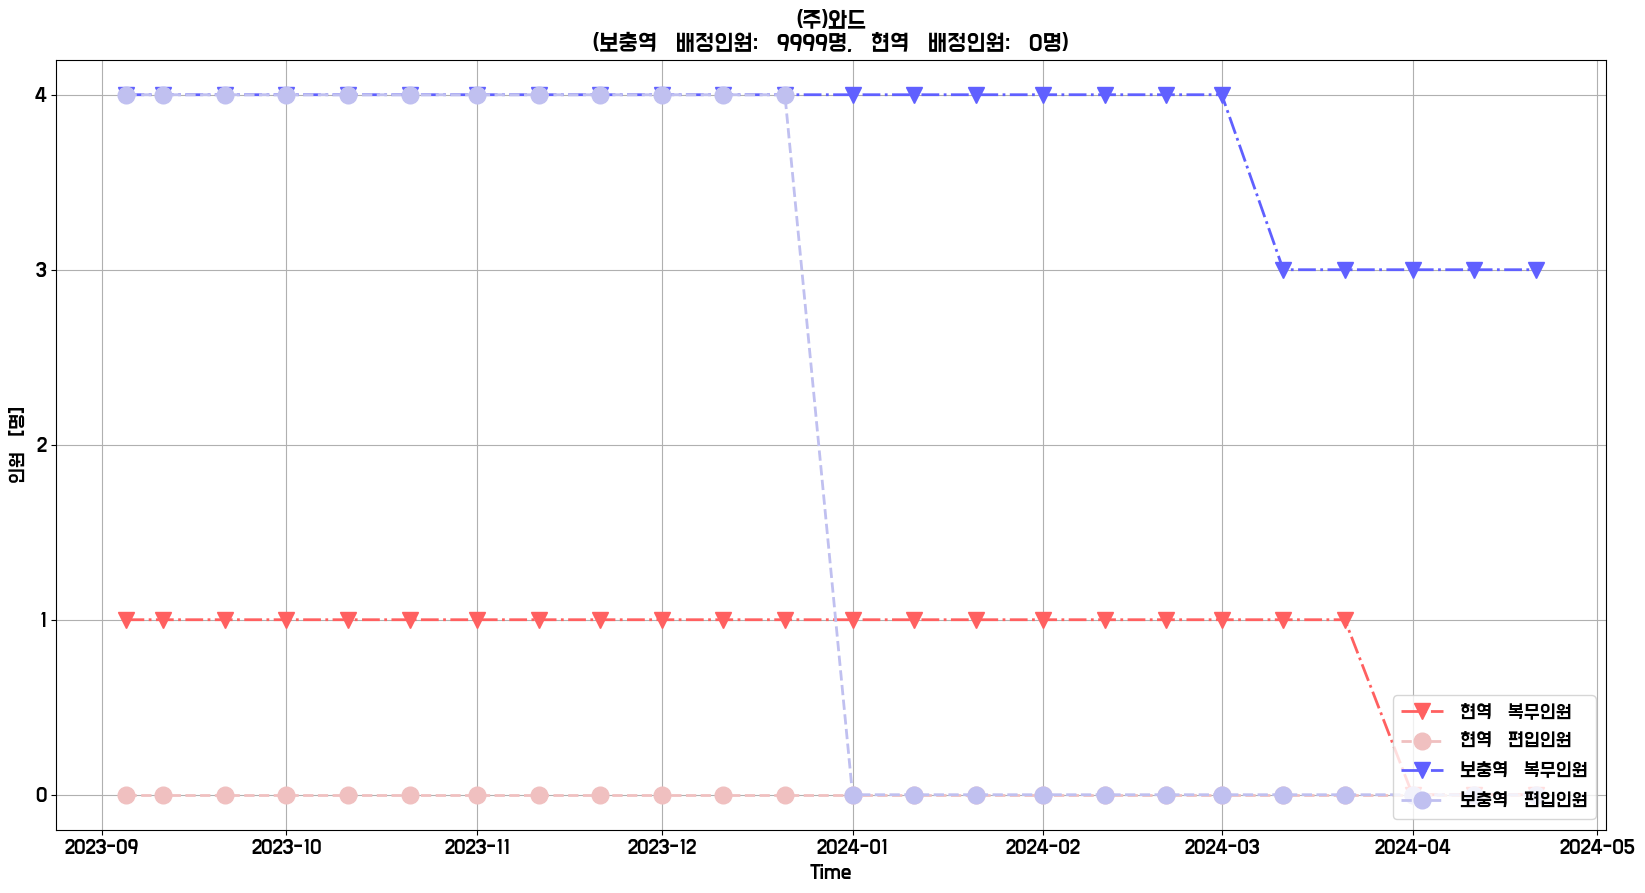 (주)와드
(보충역 배정인원: 9999명, 현역 배정인원: 0명)
인원 [명]
4
3
2
1
0
현역 복무인원
현역 편입인원
보충역 복무인원
보충역 편입인원
2023-09 2023-10 2023-11 2023-12 2024-01 2024-02 2024-03 2024-04 2024-05
Time